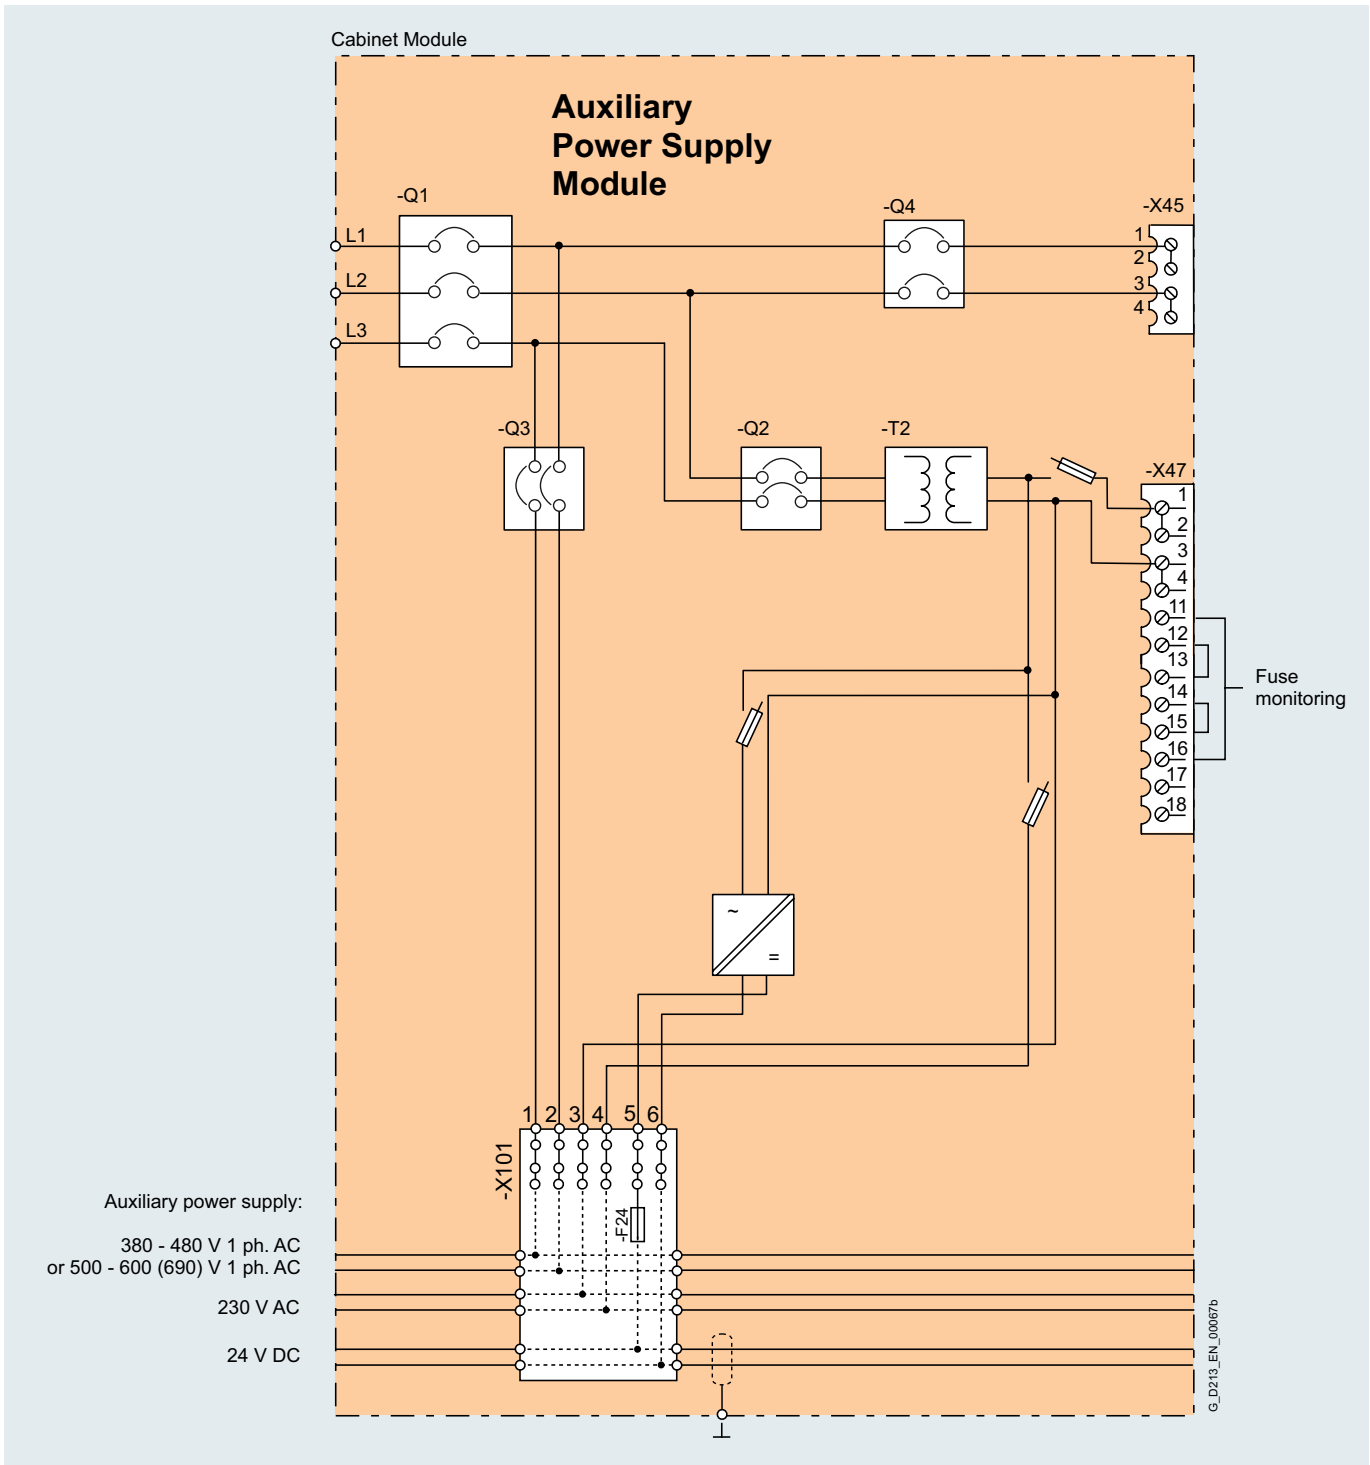 Cabinet Module
Auxiliary
Power Supply
Module
-Q1
-Q4
-X45
L1
L2
L3
1
2
3
4
-Q3
-Q2
-T2
-X47
1
2
3
4
11
12
13
14
15
16
17
18
Fuse
monitoring
~
=
1 2 3 4 5 6
-X101
-F24
Auxiliary power supply:
380 - 480 V 1 ph. AC
or 500 - 600 (690) V 1 ph. AC
230 V AC
24 V DC
G_D213_EN_00067b